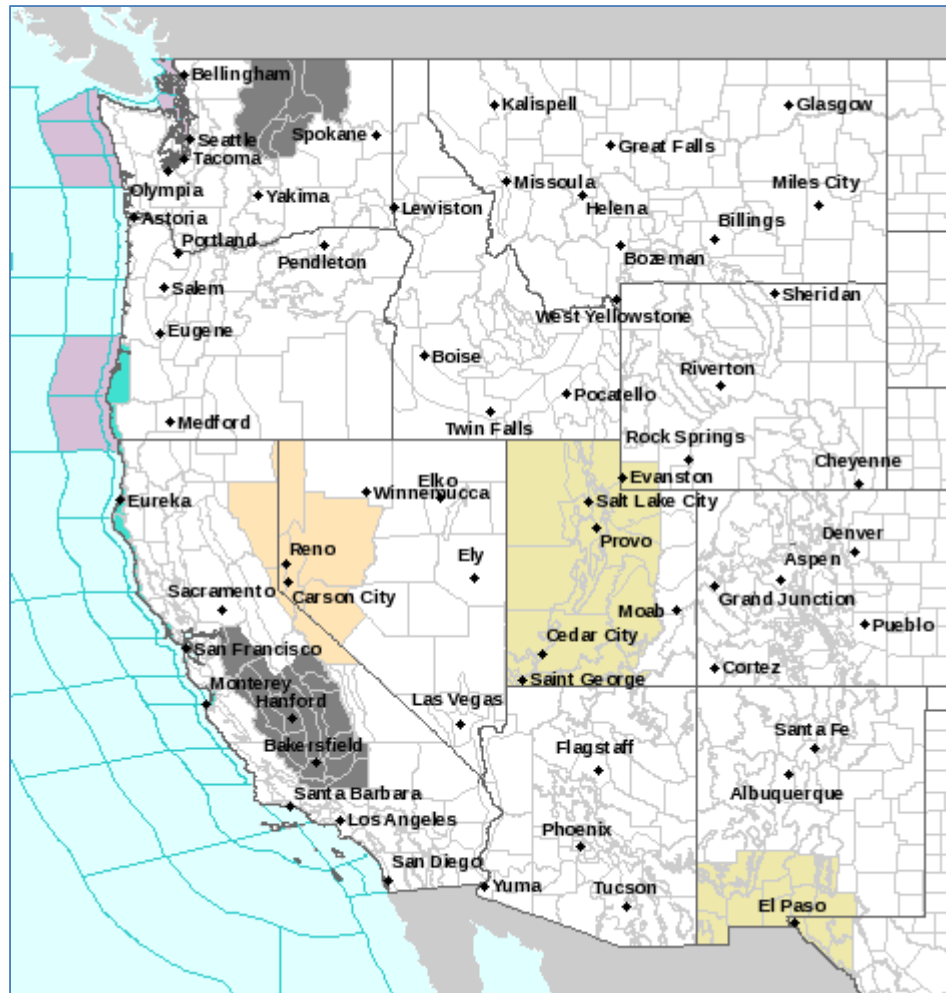 Bellingham
Kalispell
Glasgow
Seattle
Spokane
Great Falls
Tacoma
Olympia
Yakima
Missoula
Miles City
Helena
Lewiston
Astoria
Billings
Portland
Pendleton
Bozeman
Salem
Sheridan
West Yellowstone
Eugene
Boise
Riverton
Pocatello
Medford
Twin Falls
Rock Springs
Cheyenne
Evanston
Elko
Winnemucca
Eureka
Salt Lake City
Provo
Denver
Reno
Ely
Aspen
Carson City
Grand Junction
Sacramento
Moab
Pueblo
Cedar City
San Francisco
Cortez
Saint George
Monterey
Hanford
Las Vegas
Santa Fe
Bakersfield
Flagstaff
Albuquerque
Santa Barbara
Los Angeles
Phoenix
San Diego
Yuma
Tucson
El Paso